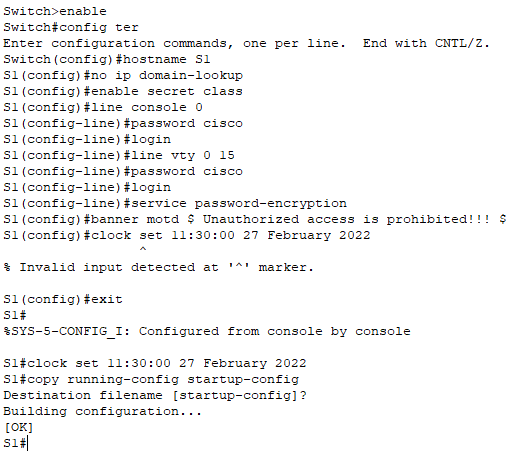 Switch>enable
Switch#config ter
Enter configuration commands, one per line.  End with CNTL/Z.
Switch(config)#hostname S1
S1(config)#no ip domain-lookup
S1(config)#enable secret class
S1(config)#line console 0
S1(config-line)#password cisco
S1(config-line)#login
S1(config-line)#line vty 0 15
S1(config-line)#password cisco
S1(config-line)#login
S1(config-line)#service password-encryption
S1(config)#banner motd $ Unauthorized access is prohibited!!! $
S1(config)#clock set 11:30:00 27 February 2022
                 ^
% Invalid input detected at '^' marker.
S1(config)#exit
S1#
%SYS-5-CONFIG_I: Configured from console by console
S1#clock set 11:30:00 27 February 2022
S1#copy running-config startup-config
Destination filename [startup-config]?
Building configuration...
[OK]
S1#